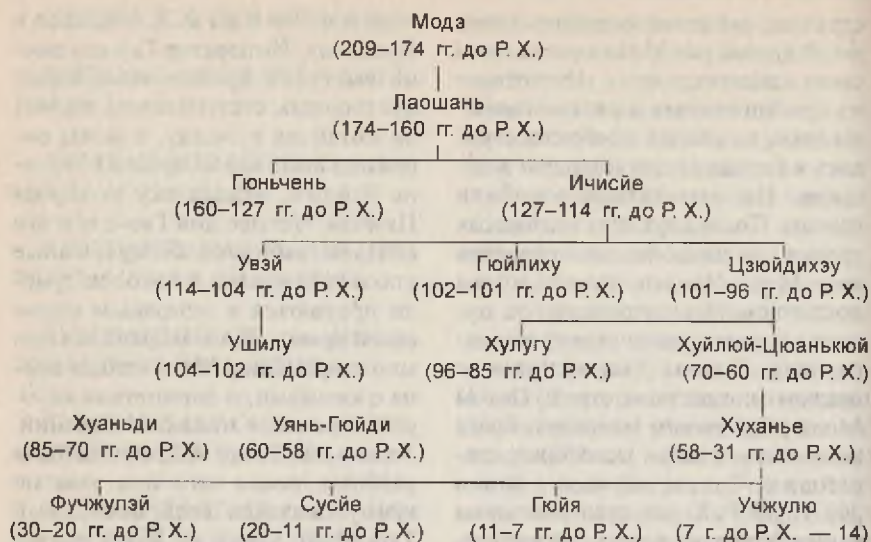 Модэ
(209–174 гг. до Р. Х.)
Лаошань
(174–160 гг. до Р. Х.)
Гюньчень Ичисйе
(160–127 гг. до Р. Х.) (127–114 гг. до Р. Х.)
Увэй Гюйлиху Цзюйдихэу
(114–104 гг. до Р. Х.) (102–101 гг. до Р. Х.) (101–96 гг. до Р. Х.)
Ушилу Хулугу Хуйлюй-Цюанькюй
(104–102 гг. до Р. Х.) (96–85 гг. до Р. Х.) (70–60 гг. до Р. Х.)
Хуаньди Уянь-Гюйди Хуханье
(85–70 гг. до Р. Х.) (60–58 гг. до Р. Х.) (58–31 гг. до Р. Х.)
Фучжулэй Сусйе Гюйя Учжулю
(30–20 гг. до Р. Х.) (20–11 гг. до Р. Х.) (11–7 гг. до Р. Х.) (7 г. до Р. Х. — 14)